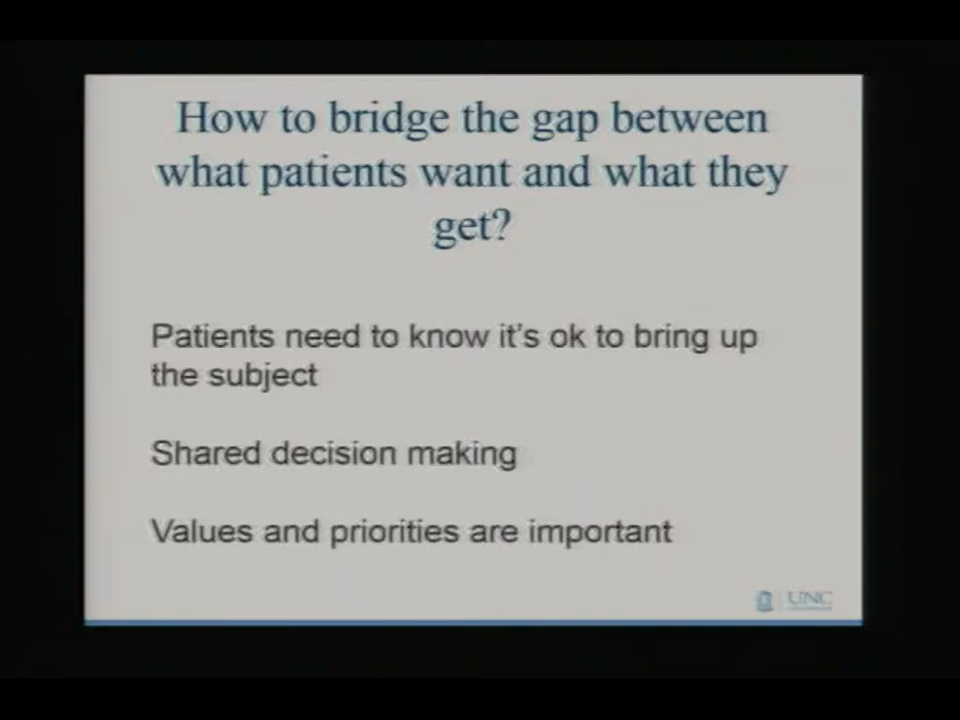 How to bridge the gap between
what patients want and what they
get?
Patients need to know it's ok to bring up
the subject
Shared decision making
Values and priorities are important
UNC